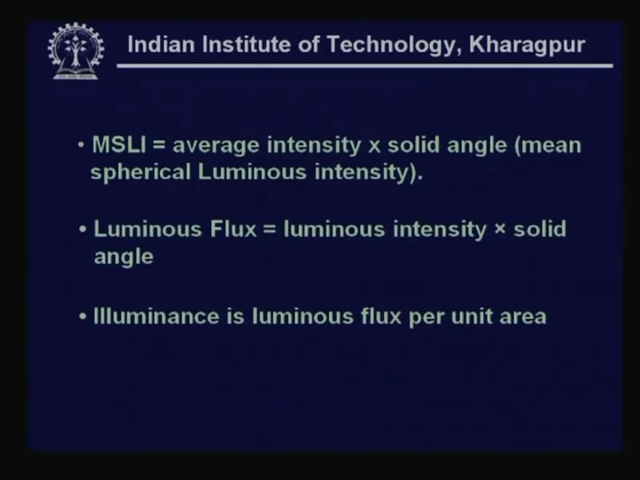 Indian Institute of Technology, Kharagpur
• MSLI = average intensity x solid angle (mean
spherical Luminous intensity).
• Luminous Flux = luminous intensity × solid
angle
• Illuminance is luminous flux per unit area